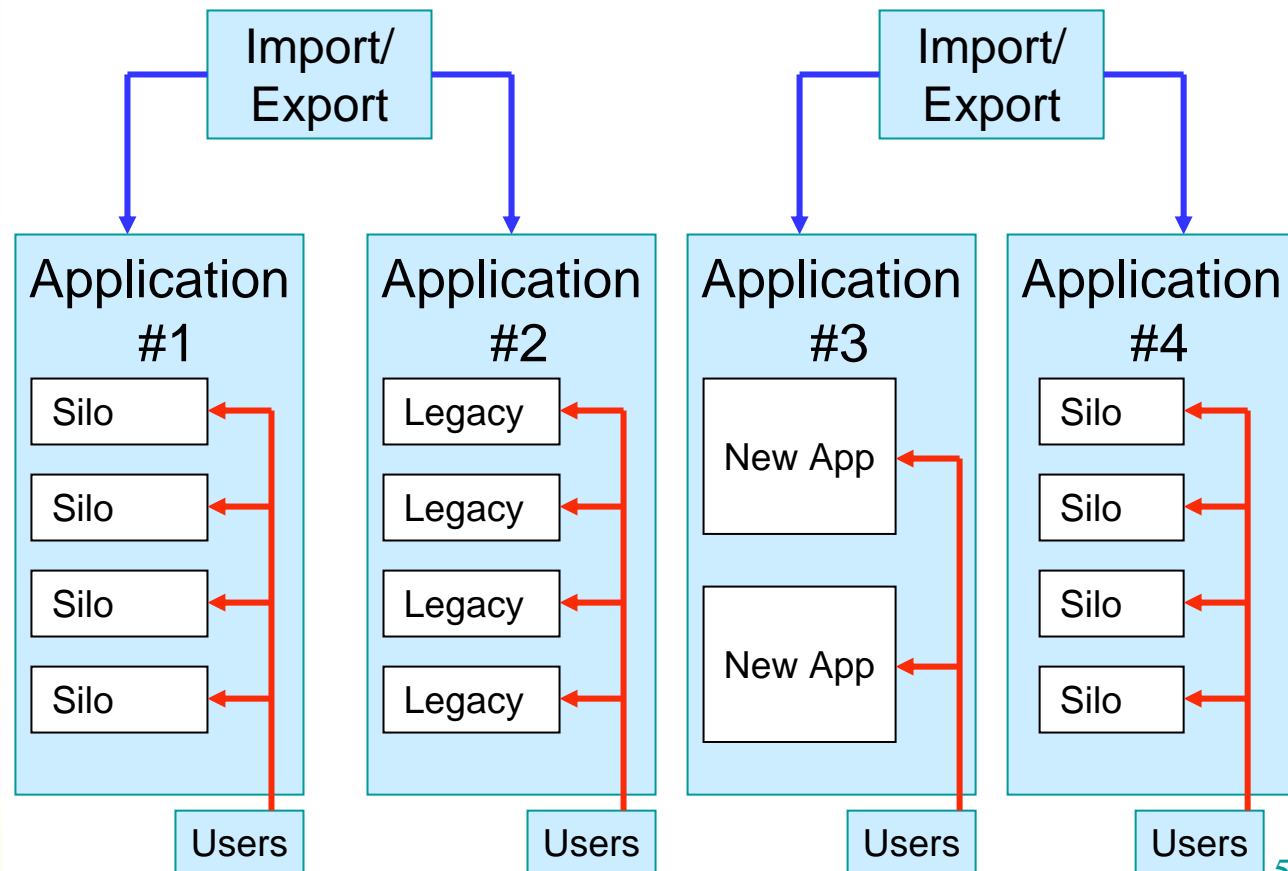 Import/
Export
Import/
Export
Application
#1
Silo
Silo
Silo
Silo
Users
Application
#2
Legacy
Legacy
Legacy
Legacy
Users
Application
#3
New App
New App
Users
Application
#4
Silo
Silo
Silo
Silo
Users
5